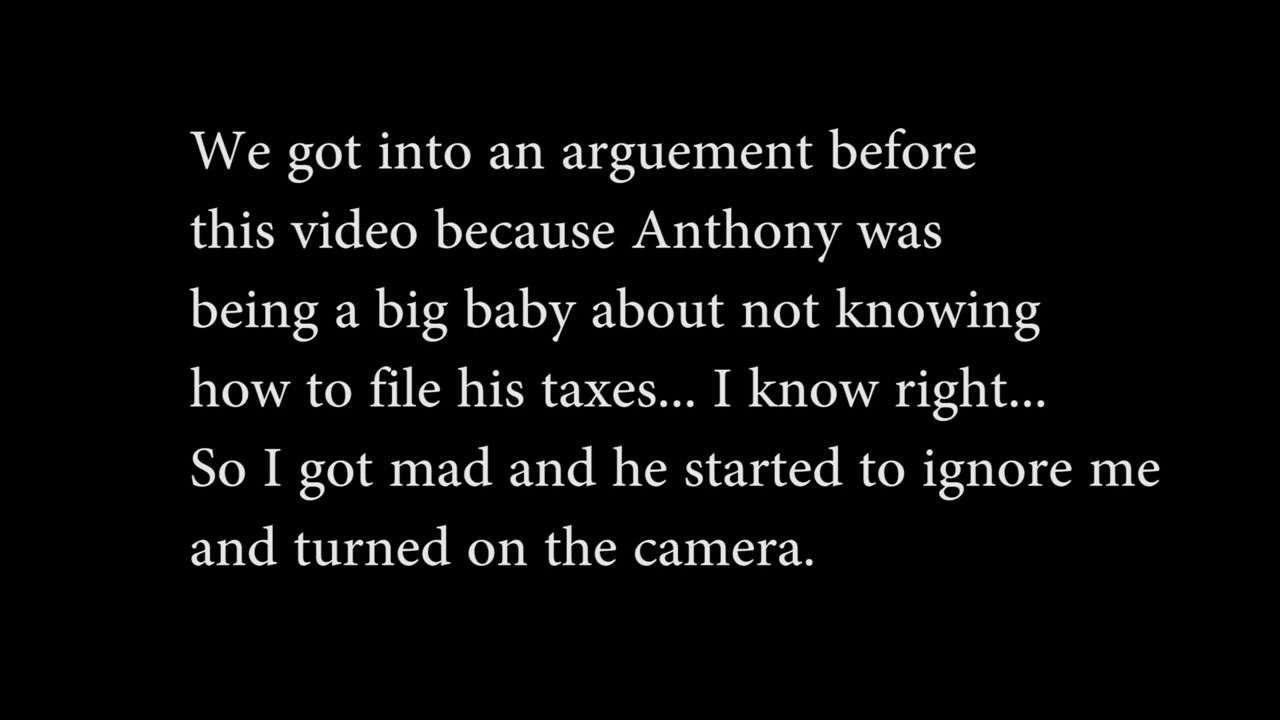 We got into an arguement before
this video because Anthony was
being a big baby about not knowing
how to file his taxes... I know right...
So I got mad and he started to ignore me
and turned on the camera.